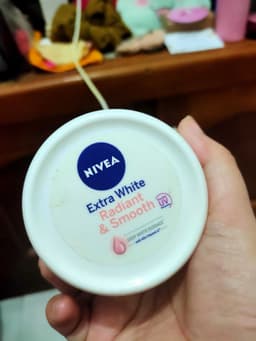 NIVEA
Extra White
Radiant
& Smooth
UV